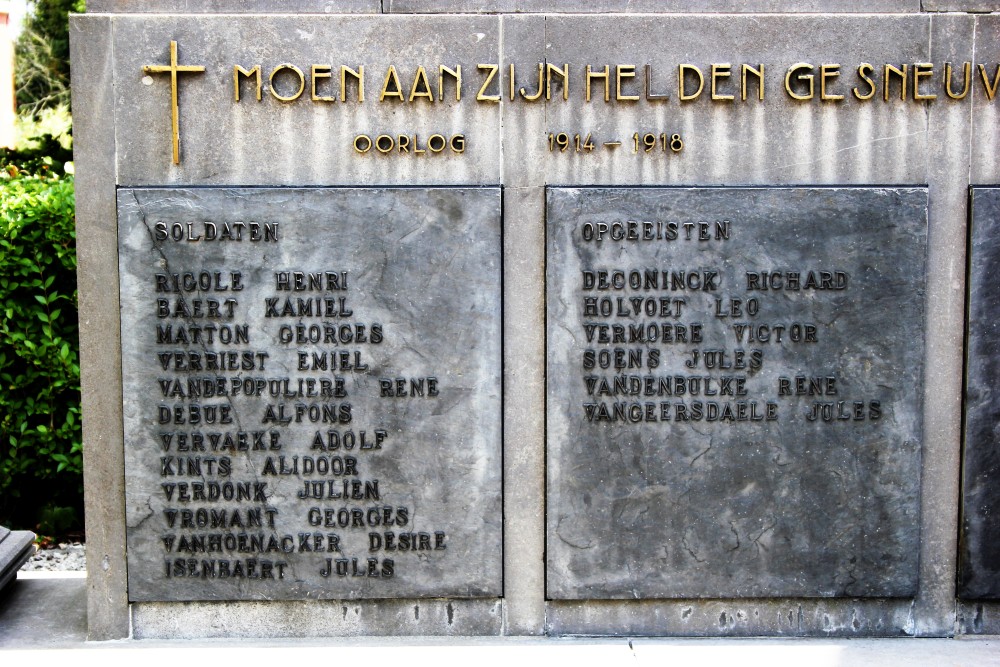 MOEN AAN ZIJN HELDEN GESNEUV
OORLOG 1914 - 1918
SOLDATEN
RIGOLE HENRI
BAERT KAMIEL
MATTON GEORGES
VERRIEST EMIEL
VANDEPOPULIERE RENE
DEBUE ALFONS
VERVAEKE ADOLF
KINTS ALIDOOR
VERDONK JULIEN
VROMANT GEORGES
VANHOENACKER DESIRE
ISENBAERT JULES
OPGEEISTEN
DECONINCK RICHARD
HOLVOET LEO
VERMOERE VICTOR
SOENS JULES
VANDENBULKE RENE
VANGEERSDAELE JULES